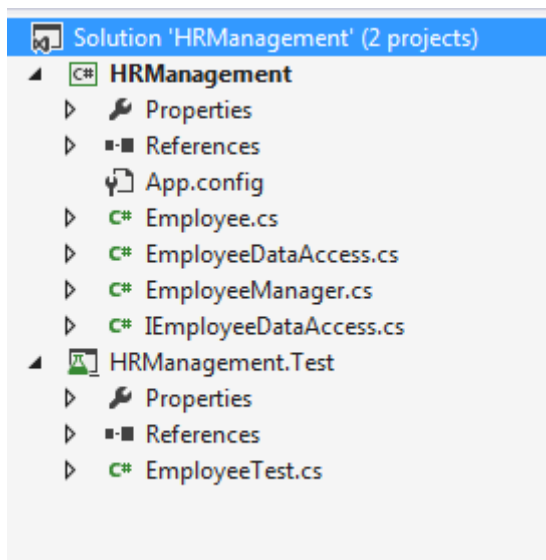 Solution 'HRManagement' (2 projects)
C# HRManagement
Properties
References
App.config
C# Employee.cs
C# EmployeeDataAccess.cs
C# EmployeeManager.cs
C# IEmployeeDataAccess.cs
HRManagement.Test
Properties
References
C# EmployeeTest.cs